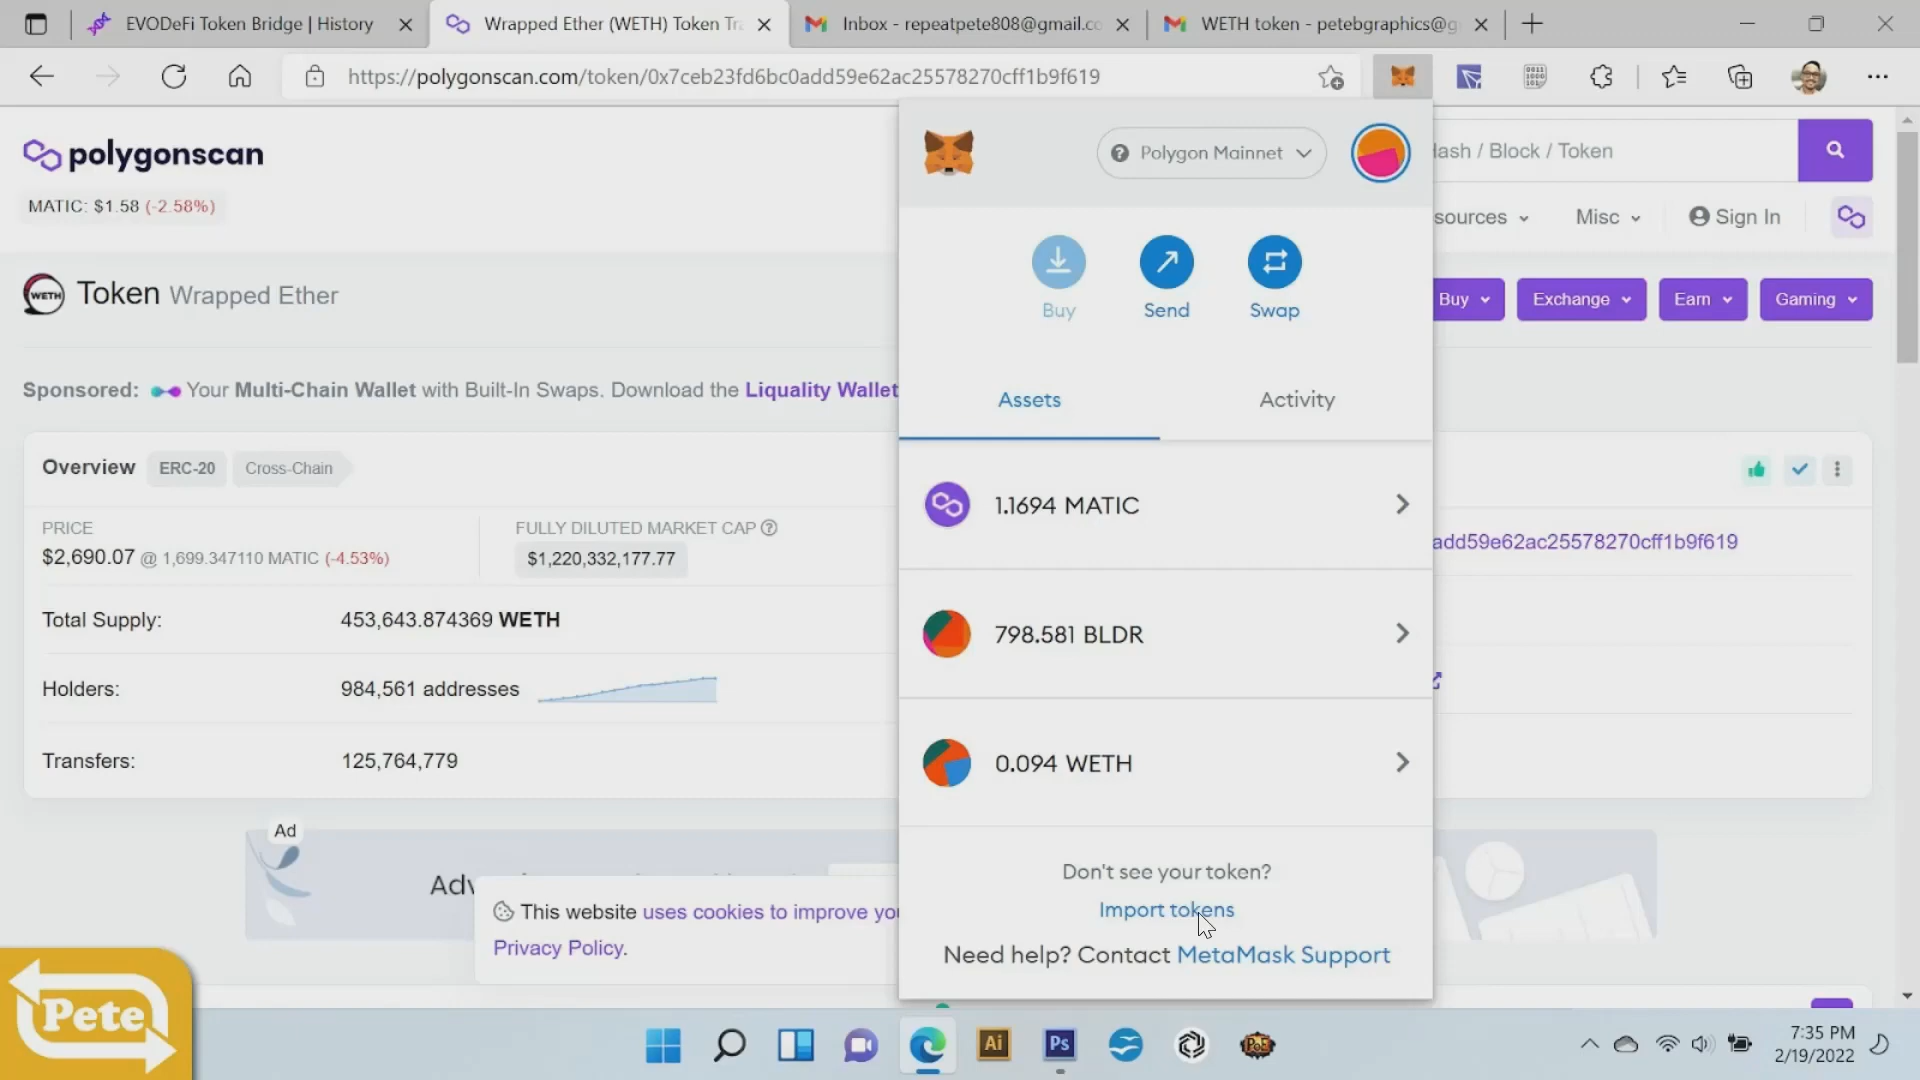 EVODeFi Token Bridge | History
Wrapped Ether (WETH) Token Tra
Inbox - repeatpete808@gmail.co
WETH token - petebgraphics@g
https://polygonscan.com/token/0x7ceb23fd6bc0add59e62ac25578270cff1b9f619
polygonscan
MATIC: $1.58 (-2.58%)
Polygon Mainnet
Hash / Block / Token
sources
Misc
Sign In
WETH
Token Wrapped Ether
Buy
Send
Swap
Buy
Exchange
Earn
Gaming
Sponsored: Your Multi-Chain Wallet with Built-In Swaps. Download the Liquality Wallet
Assets
Activity
Overview
ERC-20
Cross-Chain
PRICE
$2,690.07 @ 1,699.347110 MATIC (-4.53%)
FULLY DILUTED MARKET CAP
$1,220,332,177.77
1.1694 MATIC
add59e62ac25578270cff1b9f619
Total Supply:
453,643.874369 WETH
798.581 BLDR
Holders:
984,561 addresses
Transfers:
125,764,779
0.094 WETH
Ad
Adv
This website uses cookies to improve you
Privacy Policy.
Don't see your token?
Import tokens
Need help? Contact MetaMask Support
Pete
Ai
Ps
7:35 PM
2/19/2022